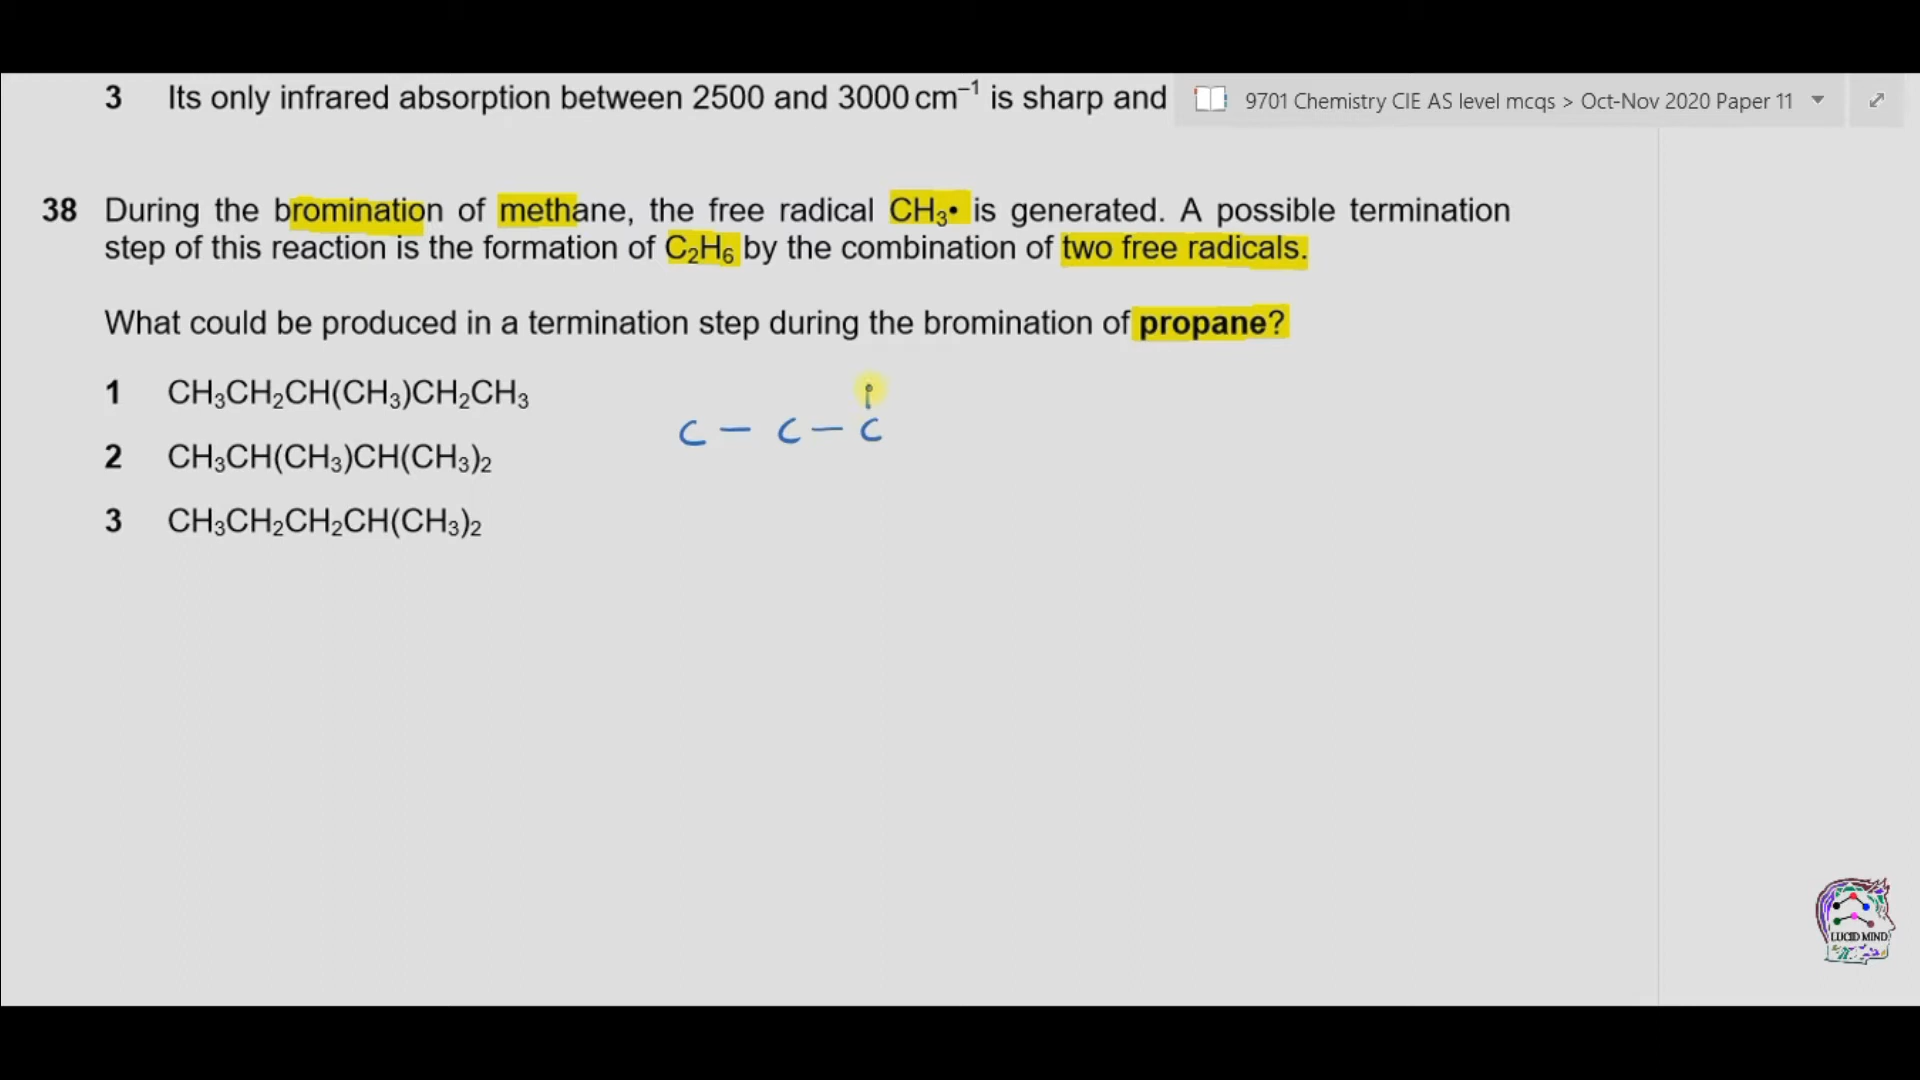 3 Its only infrared absorption between 2500 and 3000 cm⁻¹ is sharp and
9701 Chemistry CIE AS level mcqs > Oct-Nov 2020 Paper 11
38 During the bromination of methane, the free radical CH₃• is generated. A possible termination
step of this reaction is the formation of C₂H₆ by the combination of two free radicals.
What could be produced in a termination step during the bromination of propane?
1 CH₃CH₂CH(CH₃)CH₂CH₃
2 CH₃CH(CH₃)CH(CH₃)₂
3 CH₃CH₂CH₂CH(CH₃)₂
C – C – C
LUCID MIND